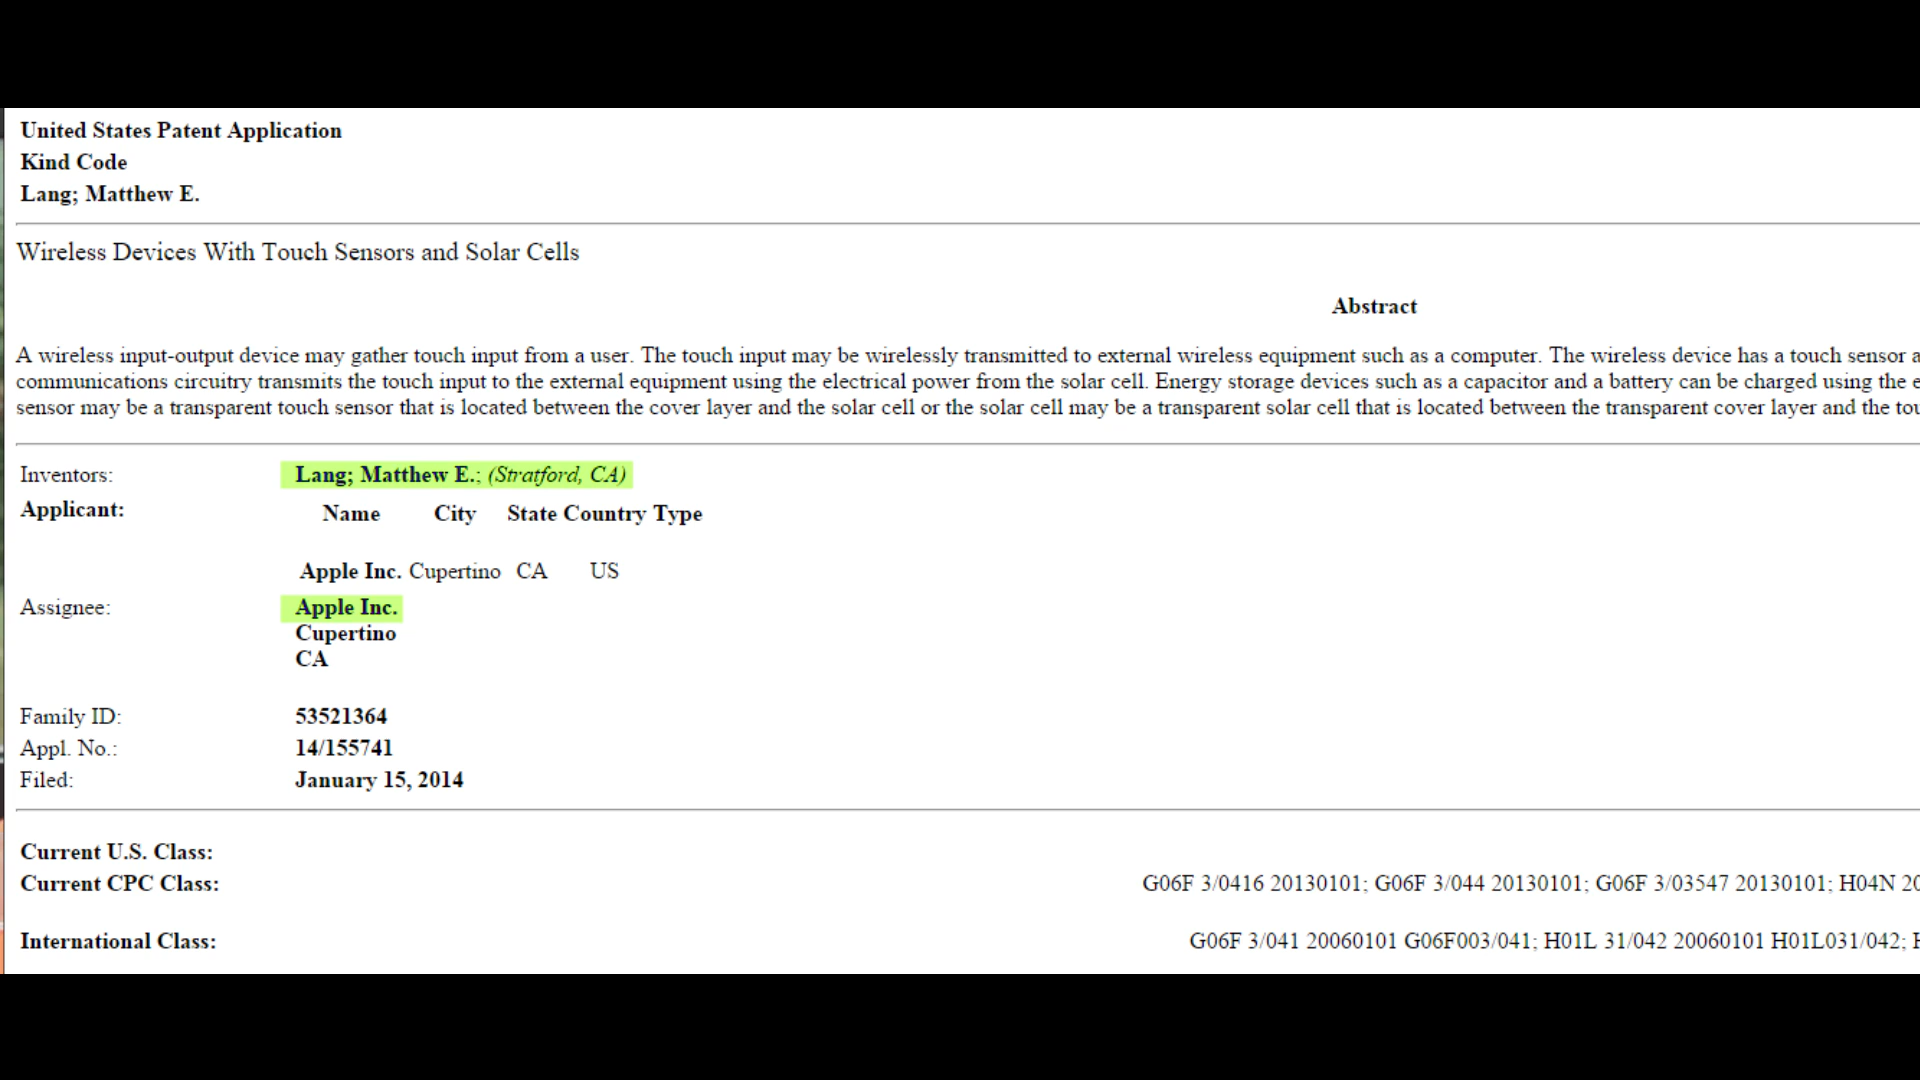 United States Patent Application
Kind Code
Lang; Matthew E.
Wireless Devices With Touch Sensors and Solar Cells
Abstract
A wireless input-output device may gather touch input from a user. The touch input may be wirelessly transmitted to external wireless equipment such as a computer. The wireless device has a touch sensor a
communications circuitry transmits the touch input to the external equipment using the electrical power from the solar cell. Energy storage devices such as a capacitor and a battery can be charged using the e
sensor may be a transparent touch sensor that is located between the cover layer and the solar cell or the solar cell may be a transparent solar cell that is located between the transparent cover layer and the tou
Inventors: Lang; Matthew E.; (Stratford, CA)
Applicant: Name City State Country Type
Apple Inc. Cupertino CA US
Assignee: Apple Inc.
Cupertino
CA
Family ID: 53521364
Appl. No.: 14/155741
Filed: January 15, 2014
Current U.S. Class:
Current CPC Class: G06F 3/0416 20130101; G06F 3/044 20130101; G06F 3/03547 20130101; H04N 20
International Class: G06F 3/041 20060101 G06F003/041; H01L 31/042 20060101 H01L031/042; H